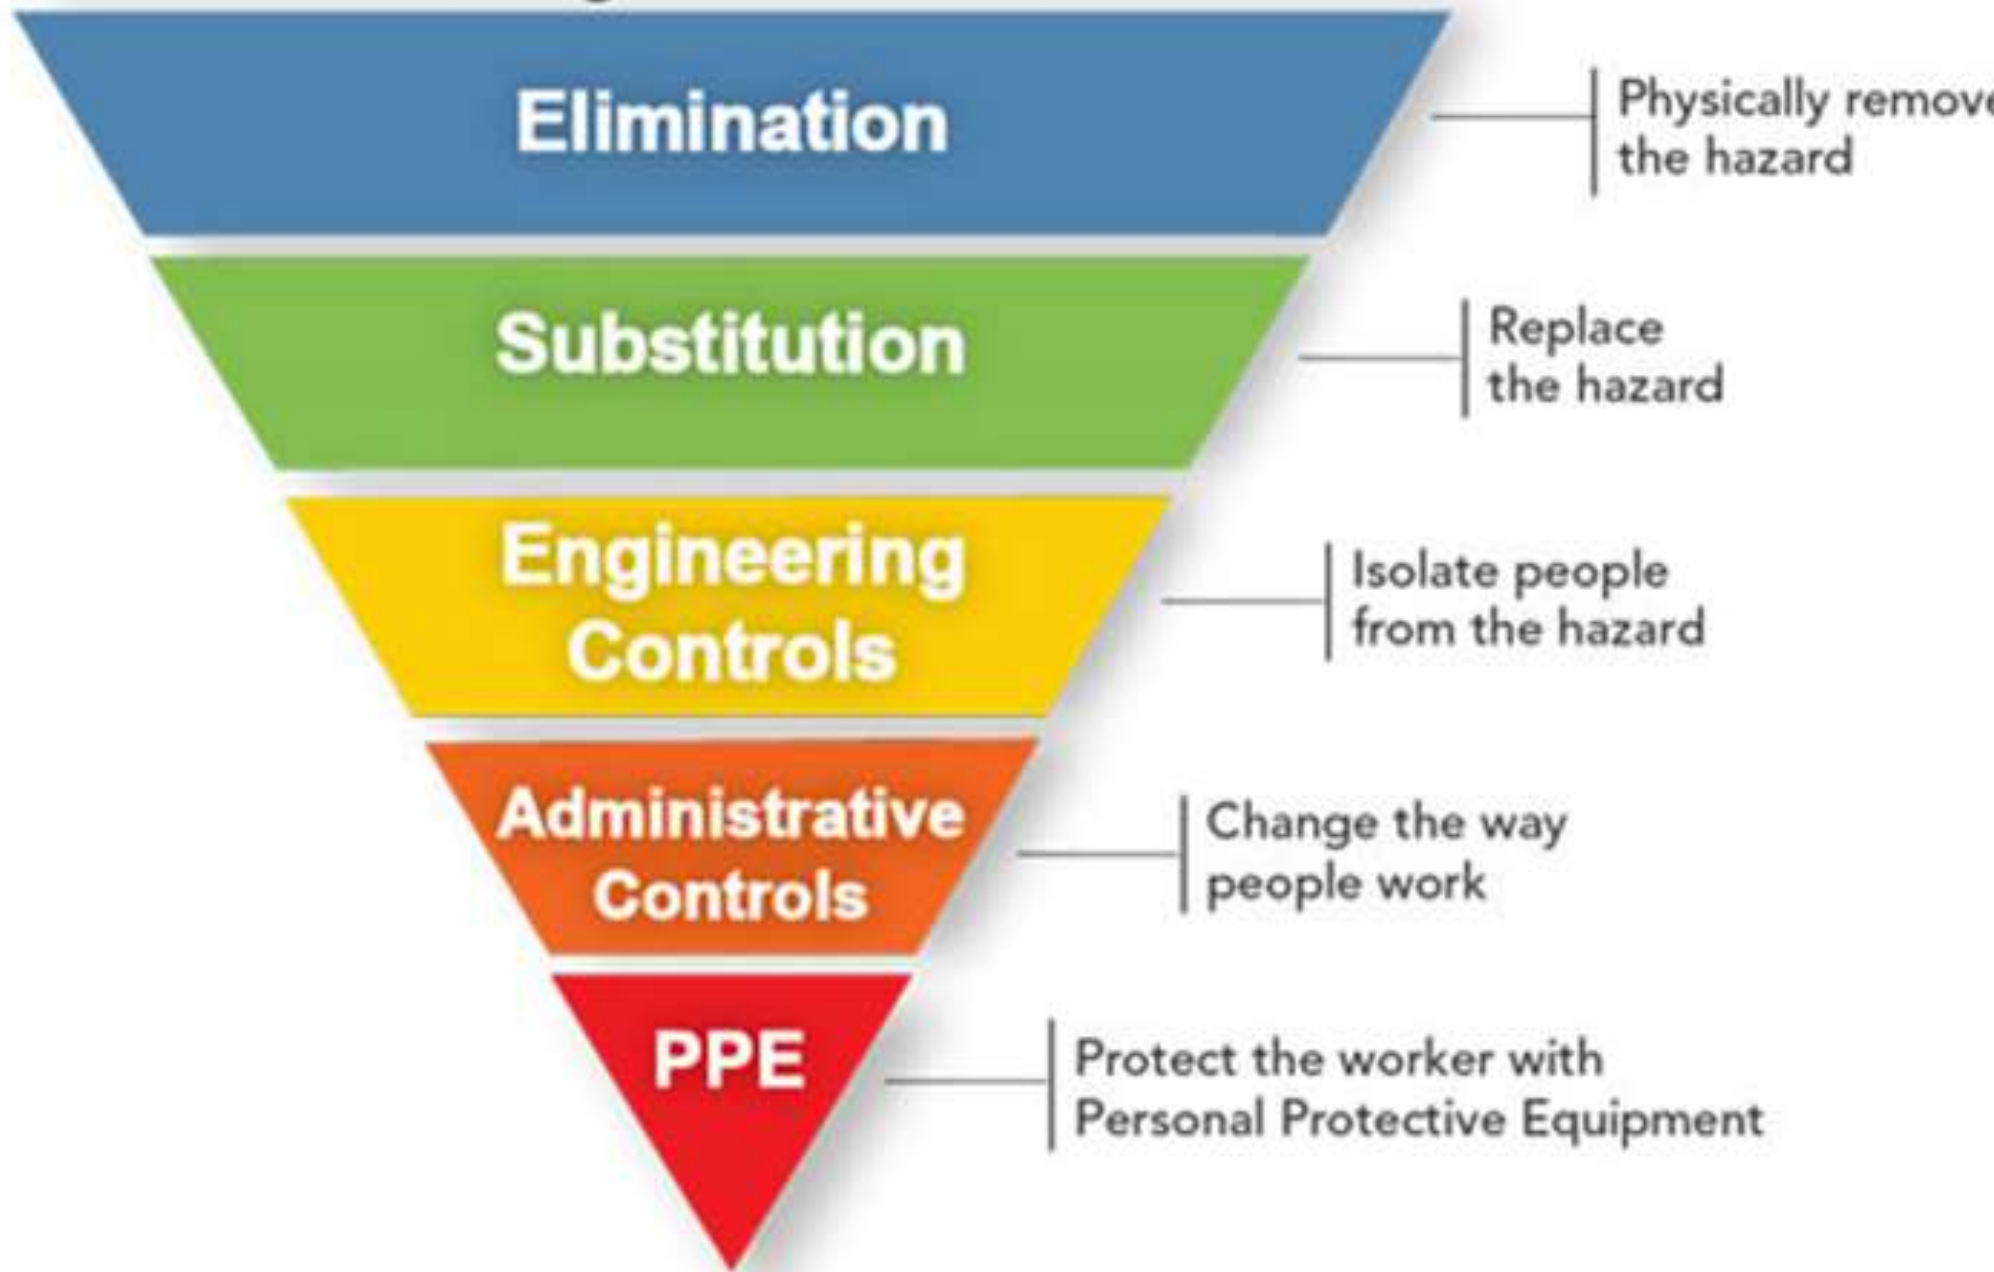 Elimination
Physically remove
the hazard
Substitution
Replace
the hazard
Engineering
Controls
Isolate people
from the hazard
Administrative
Controls
Change the way
people work
PPE
Protect the worker with
Personal Protective Equipment